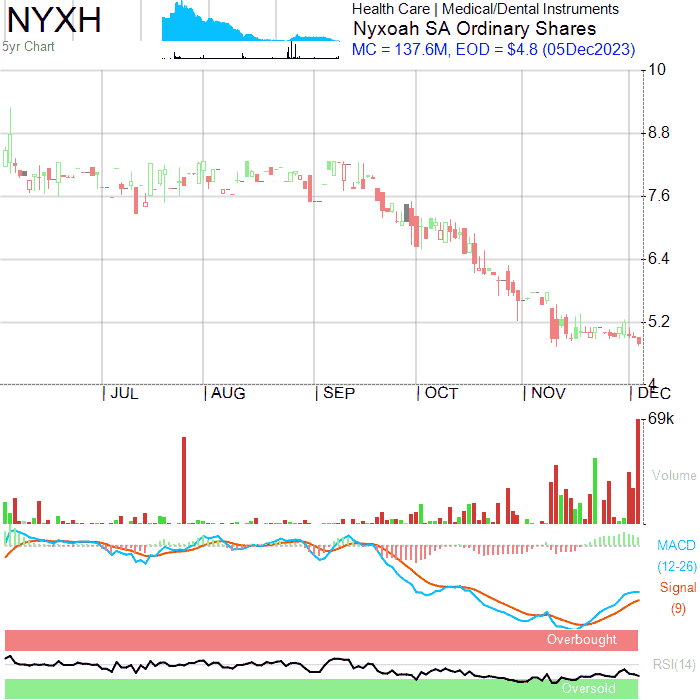 NYXH
5yr Chart
Health Care | Medical/Dental Instruments
Nyxoah SA Ordinary Shares
MC = 137.6M, EOD = $4.8 (05Dec2023)
10
8.8
7.6
6.4
5.2
4
JUL
AUG
SEP
OCT
NOV
DEC
69k
Volume
MACD
(12-26)
Signal
(9)
Overbought
RSI(14)
Oversold